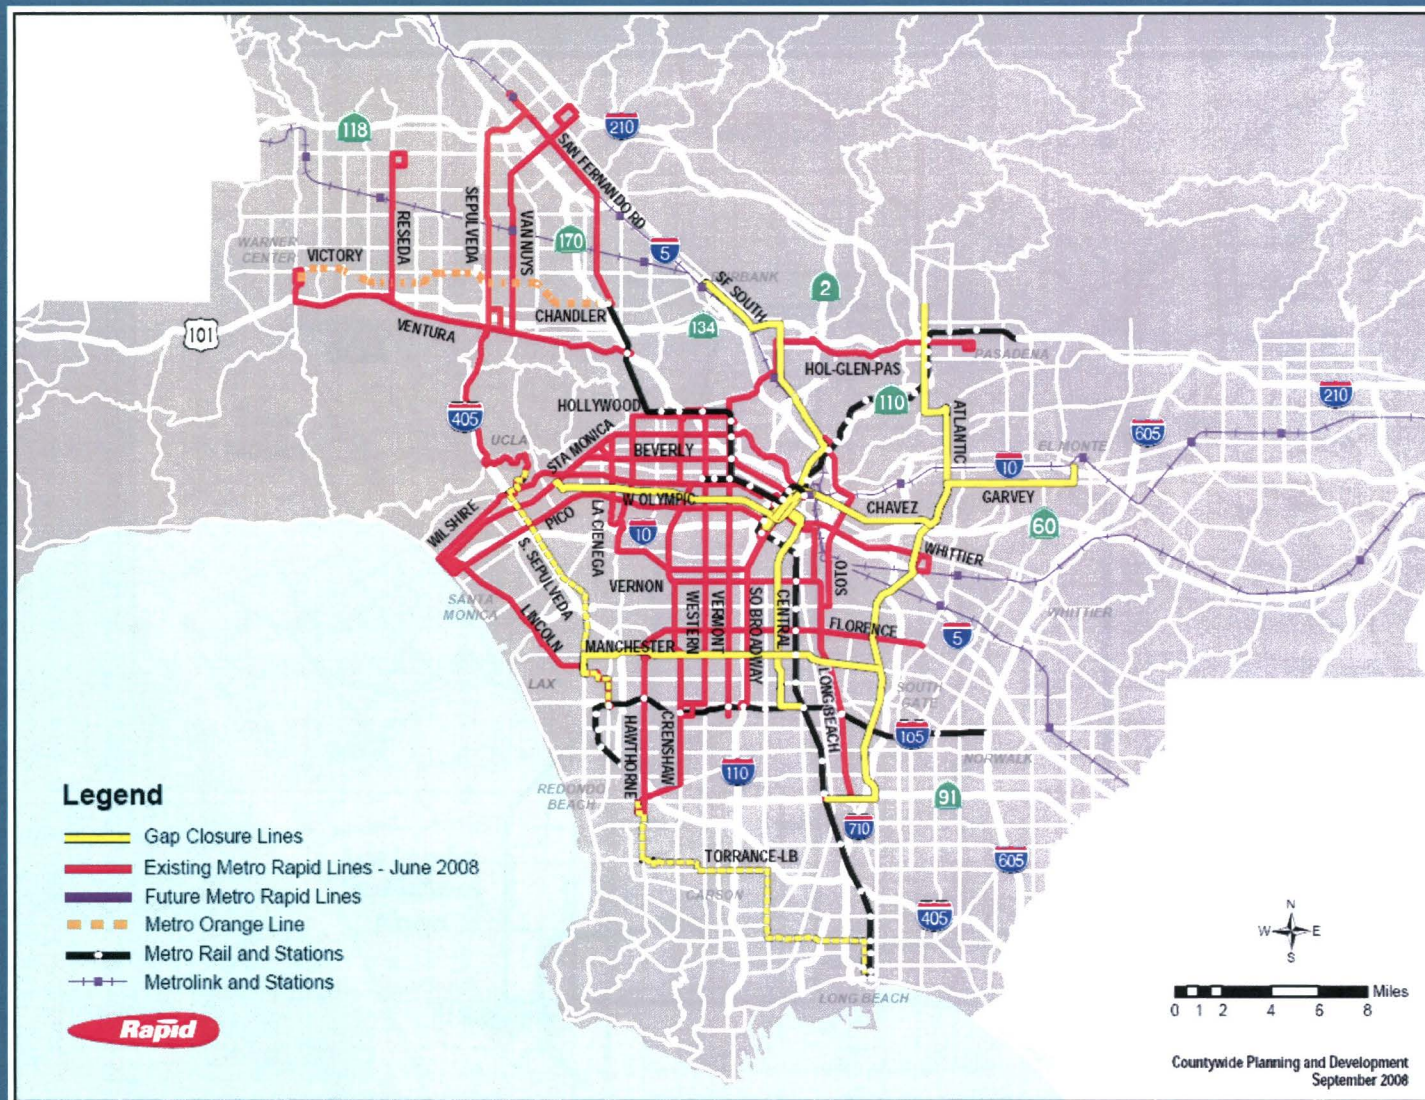 118
210
SAN FERNANDO RD
RESEDA
SEPULVEDA
VAN NUYS
170
5
WARNER
CENTER
VICTORY
BURBANK
SF SOUTH
2
101
VENTURA
CHANDLER
134
HOL-GLEN-PAS
PASADENA
210
405
HOLLYWOOD
110
ATLANTIC
605
UCLA
STA MONICA
BEVERLY
EL MONTE
10
W OLYMPIC
GARVEY
CHAVEZ
60
WILSHIRE
PICO
LA CIENEGA
10
WHITTIER
S. SEPULVEDA
VERNON
SOTO
SANTA
MONICA
LINCOLN
WESTERN
VERMONT
SO BROADWAY
CENTRAL
FLORENCE
WHITTIER
5
MANCHESTER
LAX
LONG BEACH
SOUTH
GATE
HAWTHORNE
CRENSHAW
105
NORWALK
110
REDONDO
BEACH
91
710
TORRANCE-LB
605
CARSON
405
LONG BEACH
Legend
Gap Closure Lines
Existing Metro Rapid Lines - June 2008
Future Metro Rapid Lines
Metro Orange Line
Metro Rail and Stations
Metrolink and Stations
Rapid
N
W E
S
Miles
0 1 2 4 6 8
Countywide Planning and Development
September 2008